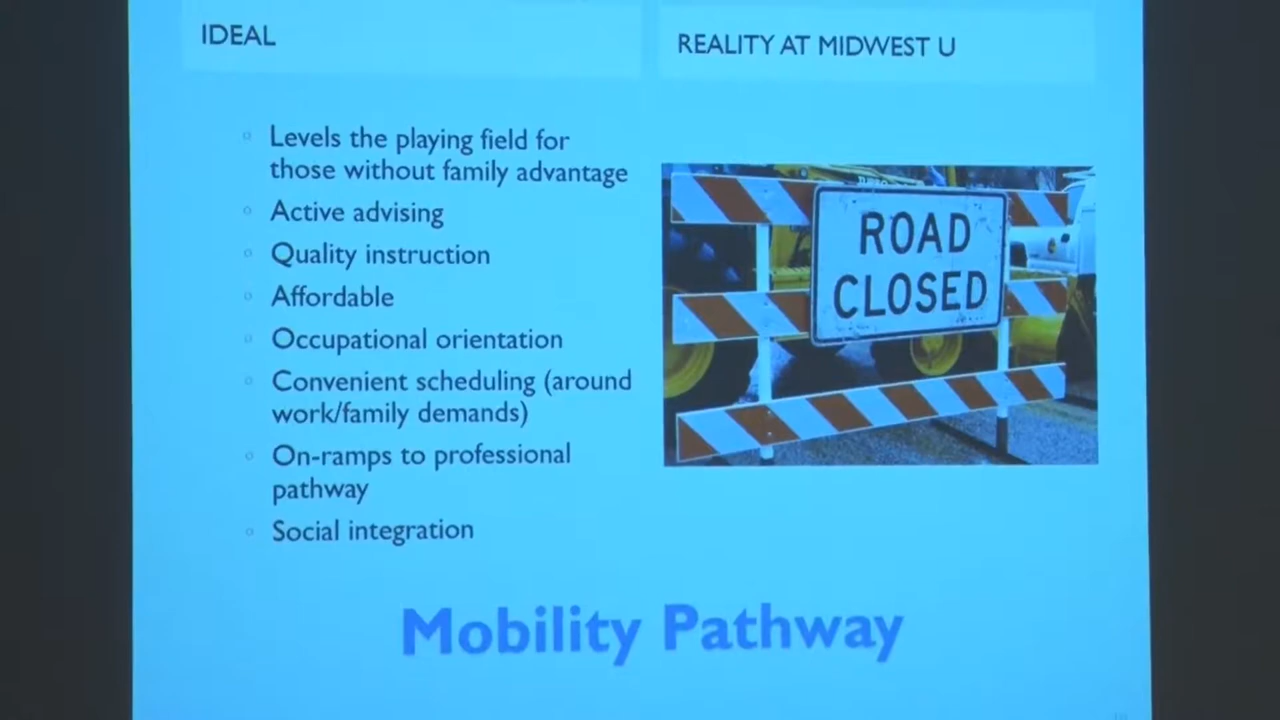 IDEAL
REALITY AT MIDWEST U
○ Levels the playing field for
those without family advantage
○ Active advising
○ Quality instruction
○ Affordable
○ Occupational orientation
○ Convenient scheduling (around
work/family demands)
○ On-ramps to professional
pathway
○ Social integration
ROAD
CLOSED
Mobility Pathway